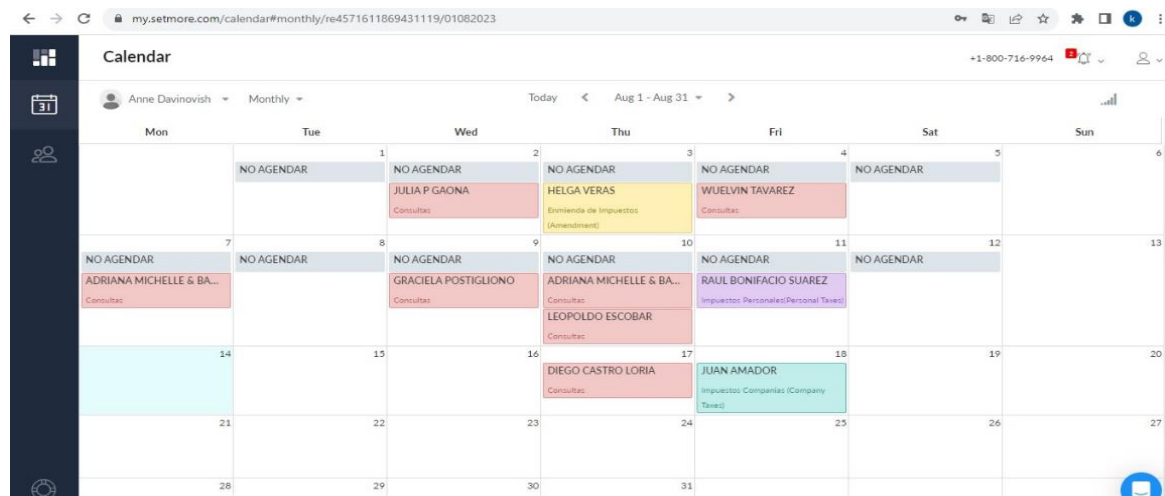 my.setmore.com/calendar#monthly/re4571611869431119/01082023
k
Calendar
+1-800-716-9964
2
31
Anne Davinovish
Monthly
Today
Aug 1 - Aug 31
Mon Tue Wed Thu Fri Sat Sun
1 2 3 4 5 6
NO AGENDAR NO AGENDAR NO AGENDAR NO AGENDAR NO AGENDAR
JULIA P GAONA HELGA VERAS WUELVIN TAVAREZ
Consultas Enmienda de Impuestos Consultas
(Amendment)
7 8 9 10 11 12 13
NO AGENDAR NO AGENDAR NO AGENDAR NO AGENDAR NO AGENDAR NO AGENDAR
ADRIANA MICHELLE & BA... GRACIELA POSTIGLIONO ADRIANA MICHELLE & BA... RAUL BONIFACIO SUAREZ
Consultas Consultas Consultas Impuestos Personales(Personal Taxes)
LEOPOLDO ESCOBAR
Consultas
14 15 16 17 18 19 20
DIEGO CASTRO LORIA JUAN AMADOR
Consultas Impuestos Companias (Company
Taxes)
21 22 23 24 25 26 27
28 29 30 31